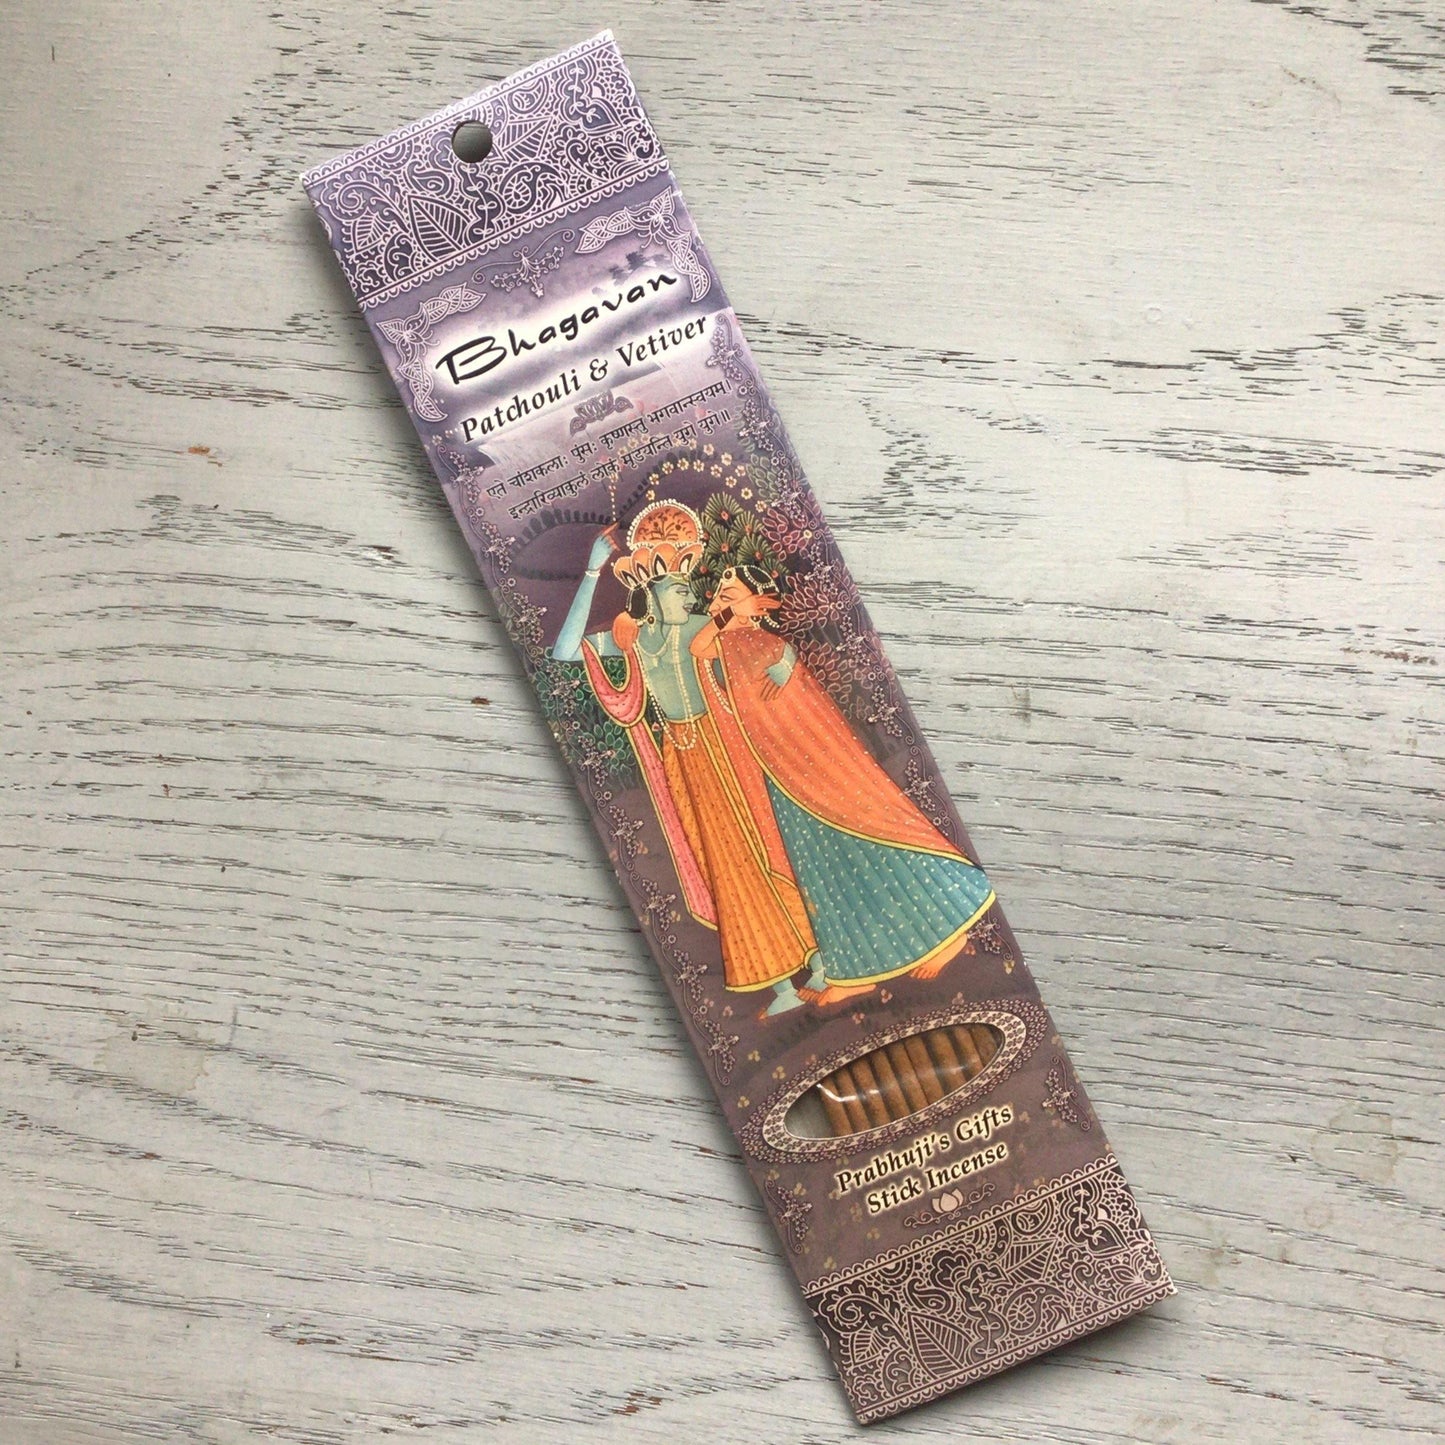 Bhagavan
Patchouli & Vetiver
एते चांशकलाः पुंसः कृष्णस्तु भगवान्स्वयम्।
इन्द्रारिव्याकुलं लोकं मृडयन्ति युगे युगे॥
Prabhuji's Gifts
Stick Incense